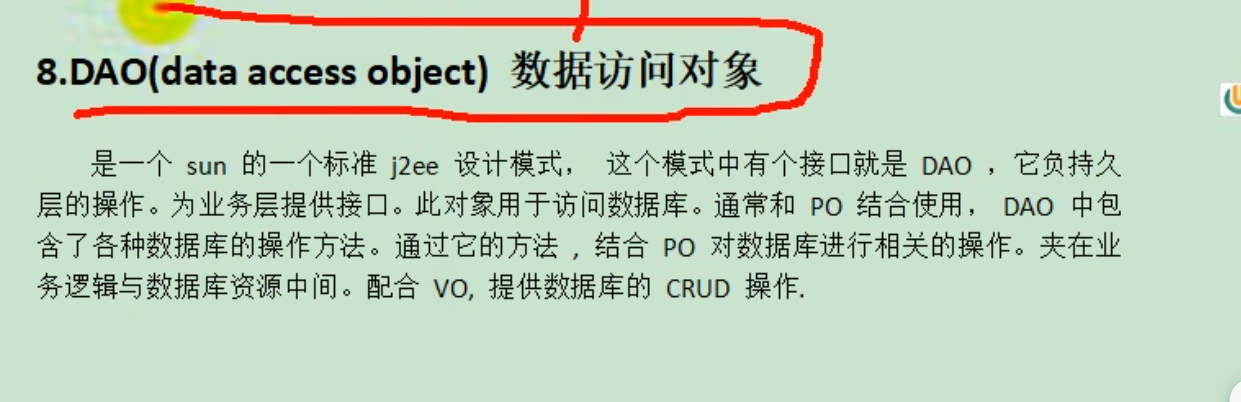 8.DAO(data access object) 数据访问对象
是一个 sun 的一个标准 j2ee 设计模式， 这个模式中有个接口就是 DAO ，它负持久
层的操作。为业务层提供接口。此对象用于访问数据库。通常和 PO 结合使用， DAO 中包
含了各种数据库的操作方法。通过它的方法 , 结合 PO 对数据库进行相关的操作。夹在业
务逻辑与数据库资源中间。配合 VO, 提供数据库的 CRUD 操作.